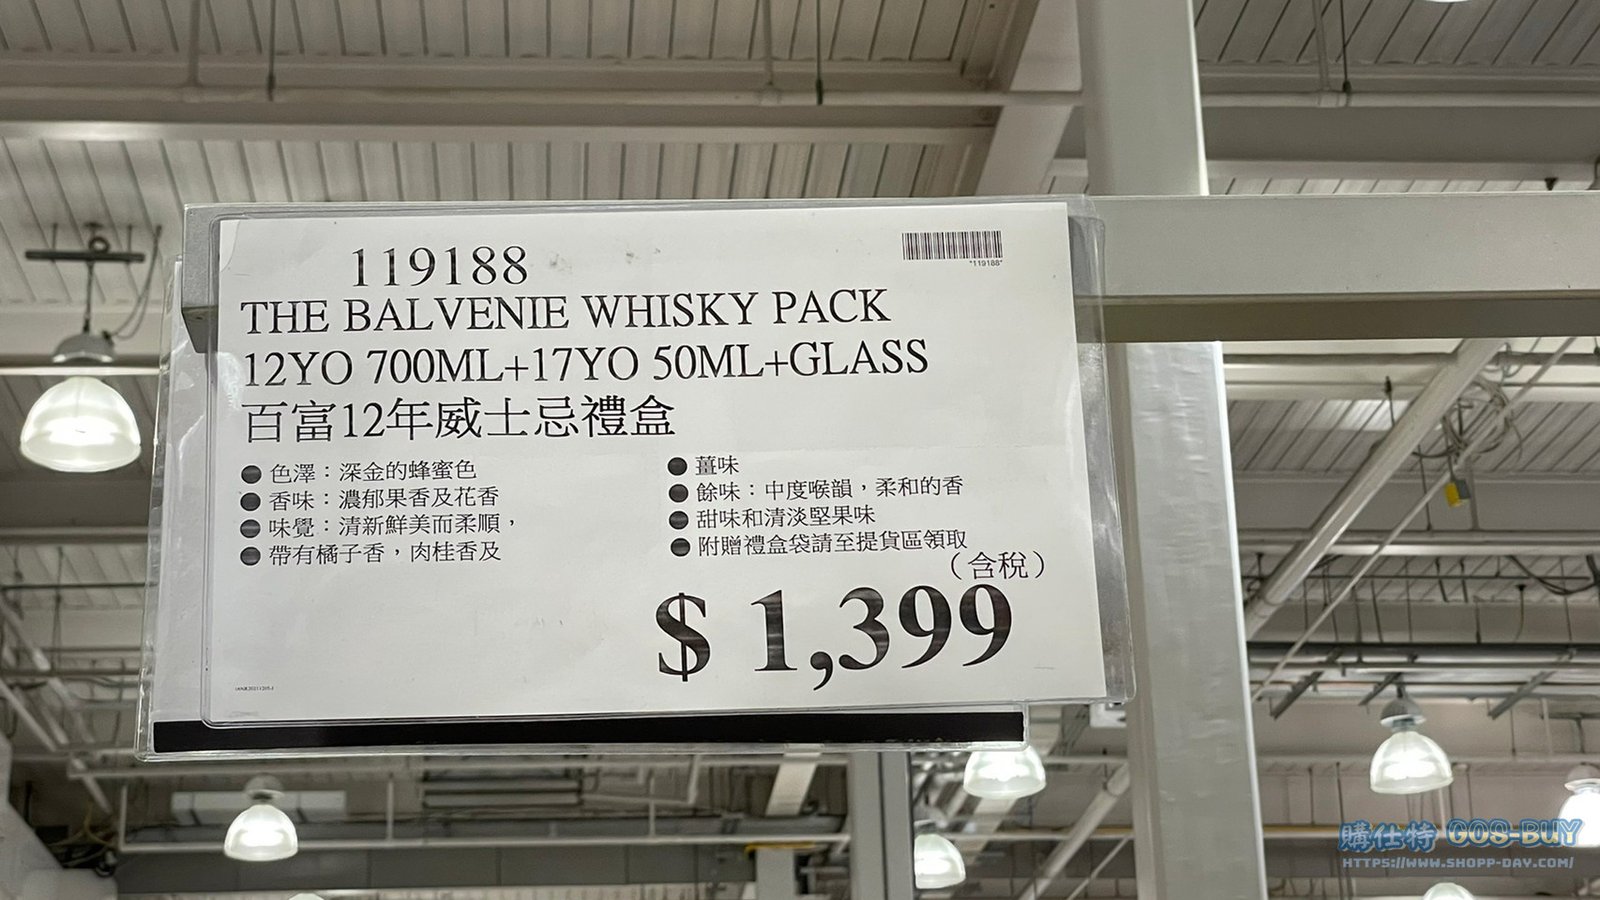 119188
"119188"
THE BALVENIE WHISKY PACK
12YO 700ML+17YO 50ML+GLASS
百富12年威士忌禮盒
● 色澤：深金的蜂蜜色
● 香味：濃郁果香及花香
● 味覺：清新鮮美而柔順，
● 帶有橘子香，肉桂香及
● 薑味
● 餘味：中度喉韻，柔和的香
● 甜味和清淡堅果味
● 附贈禮盒袋請至提貨區領取
（含稅）
$ 1,399
購仕特 GOS-BUY
HTTPS://WWW.SHOPP-DAY.COM/